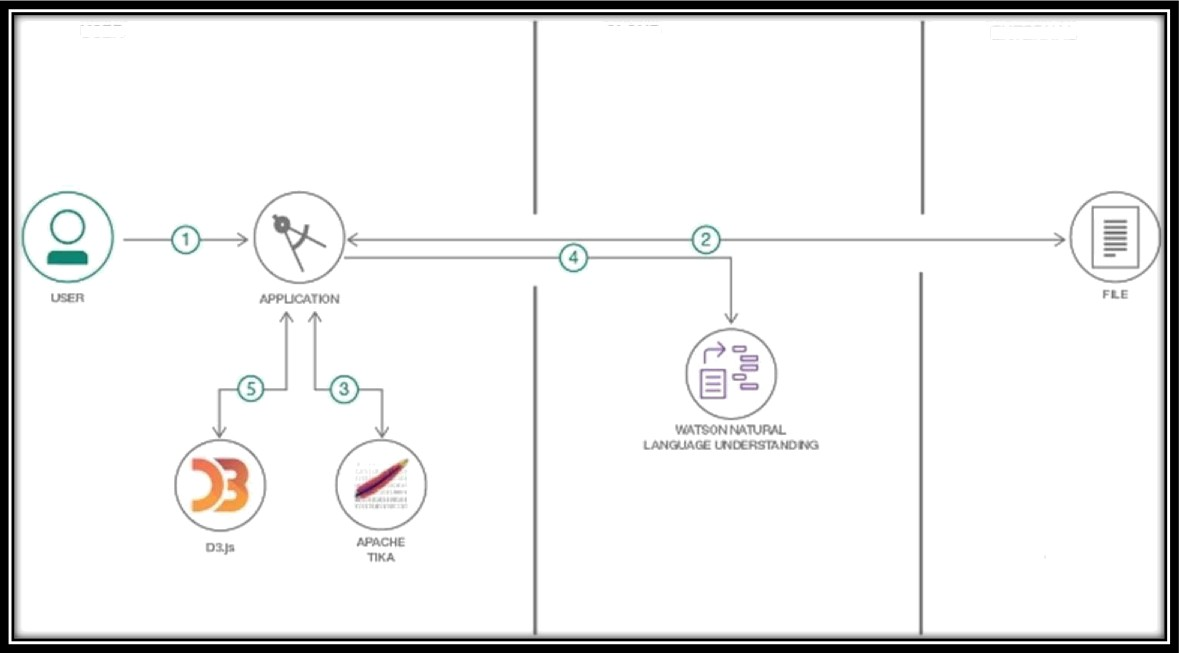 1
2
4
USER
APPLICATION
FILE
5
3
WATSON NATURAL
LANGUAGE UNDERSTANDING
D3.js
APACHE
TIKA